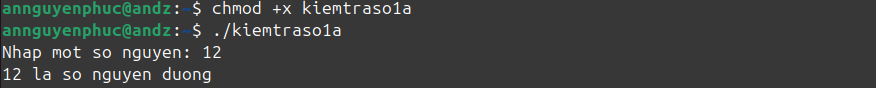 annguyenphuc@andz:~$ chmod +x kiemtraso1a
annguyenphuc@andz:~$ ./kiemtraso1a
Nhap mot so nguyen: 12
12 la so nguyen duong